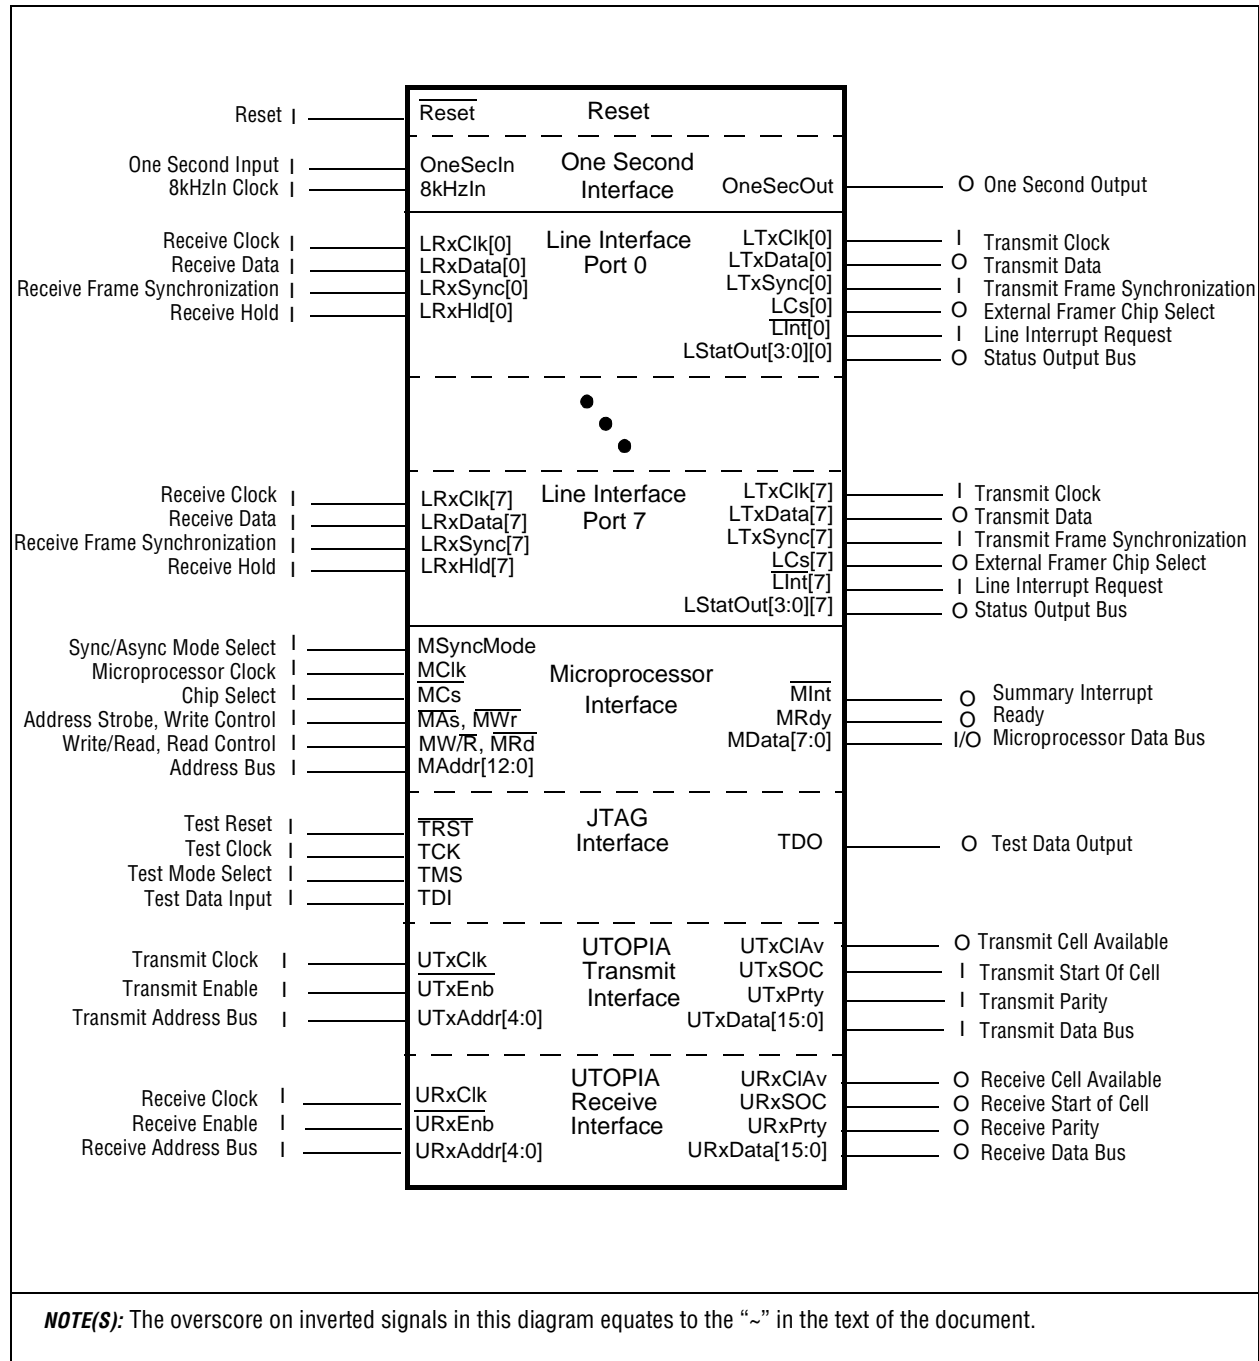 Reset I Reset Reset
One Second Input I OneSecIn One Second
8kHzIn Clock I 8kHzIn Interface OneSecOut O One Second Output
Receive Clock I LRxClk[0] Line Interface LTxClk[0] I Transmit Clock
Receive Data I LRxData[0] Port 0 LTxData[0] O Transmit Data
Receive Frame Synchronization I LRxSync[0] LTxSync[0] I Transmit Frame Synchronization
Receive Hold I LRxHld[0] LCs[0] O External Framer Chip Select
LInt[0] I Line Interrupt Request
LStatOut[3:0][0] O Status Output Bus
Receive Clock I LRxClk[7] Line Interface LTxClk[7] I Transmit Clock
Receive Data I LRxData[7] Port 7 LTxData[7] O Transmit Data
Receive Frame Synchronization I LRxSync[7] LTxSync[7] I Transmit Frame Synchronization
Receive Hold I LRxHld[7] LCs[7] O External Framer Chip Select
LInt[7] I Line Interrupt Request
LStatOut[3:0][7] O Status Output Bus
Sync/Async Mode Select I MSyncMode
Microprocessor Clock I MClk Microprocessor
Chip Select I MCs Interface MInt O Summary Interrupt
Address Strobe, Write Control I MAs, MWr MRdy O Ready
Write/Read, Read Control I MW/R, MRd MData[7:0] I/O Microprocessor Data Bus
Address Bus I MAddr[12:0]
Test Reset I TRST JTAG
Test Clock I TCK Interface TDO O Test Data Output
Test Mode Select I TMS
Test Data Input I TDI
UTOPIA UTxClAv O Transmit Cell Available
Transmit Clock I UTxClk Transmit UTxSOC I Transmit Start Of Cell
Transmit Enable I UTxEnb Interface UTxPrty I Transmit Parity
Transmit Address Bus I UTxAddr[4:0] UTxData[15:0] I Transmit Data Bus
UTOPIA URxClAv O Receive Cell Available
Receive Clock I URxClk Receive URxSOC O Receive Start of Cell
Receive Enable I URxEnb Interface URxPrty O Receive Parity
Receive Address Bus I URxAddr[4:0] URxData[15:0] O Receive Data Bus
NOTE(S): The overscore on inverted signals in this diagram equates to the “~” in the text of the document.